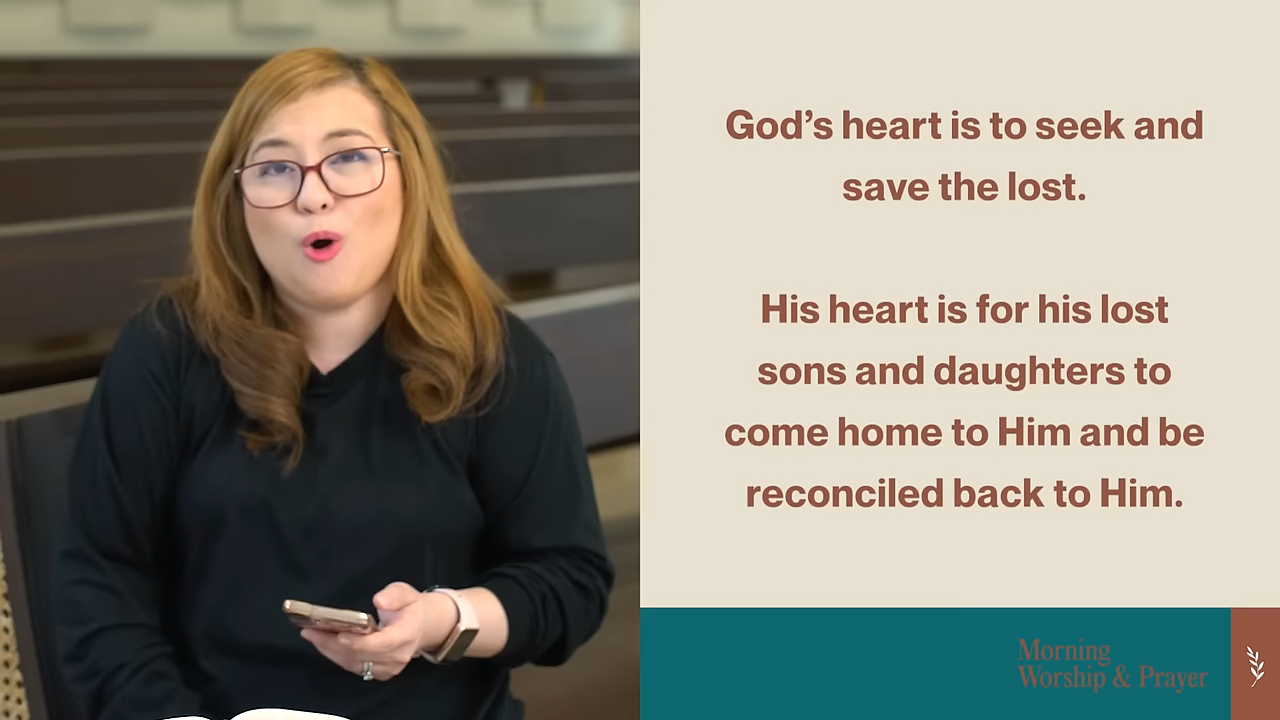 God's heart is to seek and
save the lost.
His heart is for his lost
sons and daughters to
come home to Him and be
reconciled back to Him.
Morning
Worship & Prayer